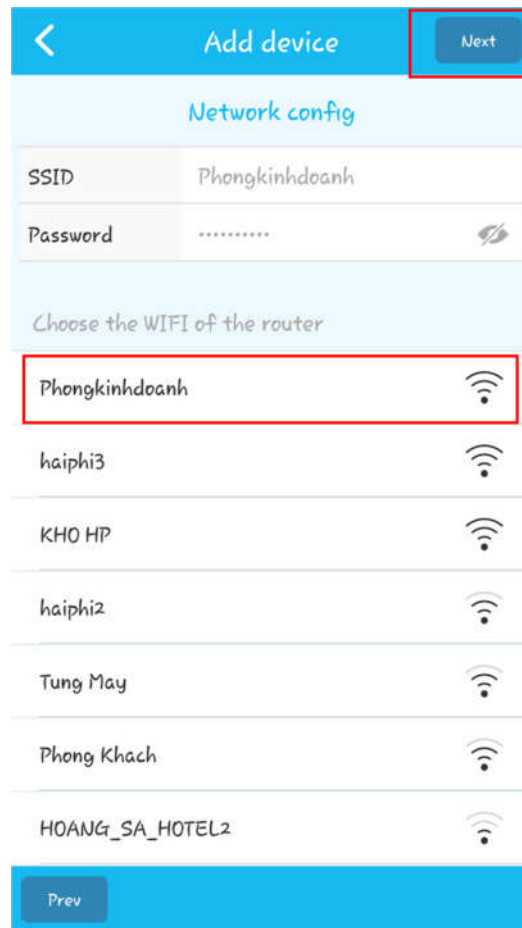 Add device Next
Network config
SSID Phongkinhdoanh
Password ··········
Choose the WIFI of the router
Phongkinhdoanh
haiphi3
KHO HP
haiphi2
Tung May
Phong Khach
HOANG_SA_HOTEL2
Prev